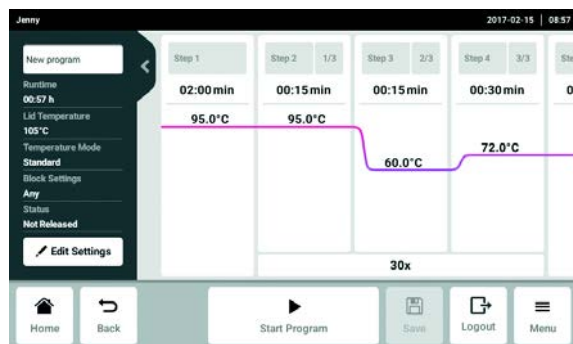 Jenny
2017-02-15 | 08:57
New program
Runtime
00:57 h
Lid Temperature
105°C
Temperature Mode
Standard
Block Settings
Any
Status
Not Released
Edit Settings
Step 1
Step 2 1/3
Step 3 2/3
Step 4 3/3
02:00 min
00:15 min
00:15 min
00:30 min
95.0°C
95.0°C
60.0°C
72.0°C
30x
Home
Back
Start Program
Save
Logout
Menu